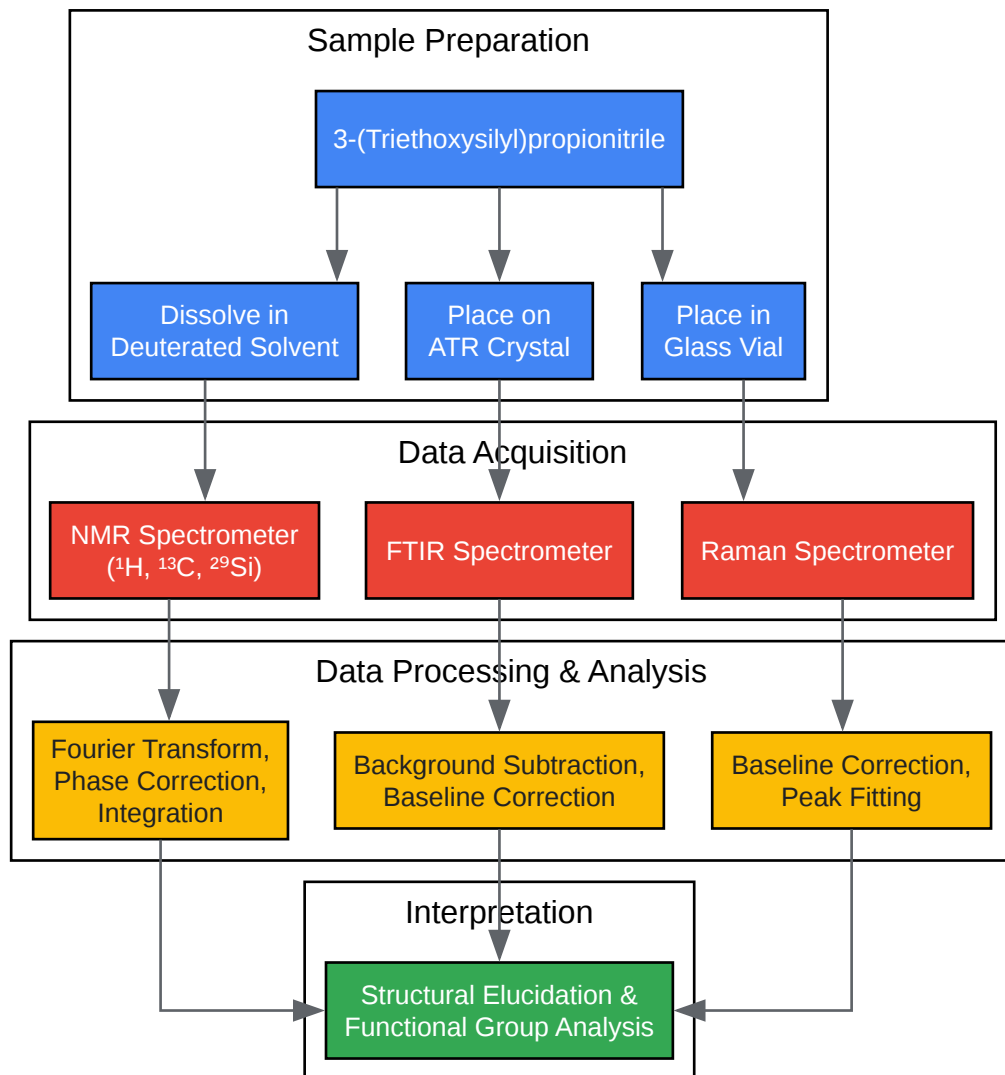 Sample Preparation
3-(Triethoxysilyl)propionitrile
Dissolve in
Deuterated Solvent
Place on
ATR Crystal
Place in
Glass Vial
Data Acquisition
NMR Spectrometer
(¹H, ¹³C, ²⁹Si)
FTIR Spectrometer
Raman Spectrometer
Data Processing & Analysis
Fourier Transform,
Phase Correction,
Integration
Background Subtraction,
Baseline Correction
Baseline Correction,
Peak Fitting
Interpretation
Structural Elucidation &
Functional Group Analysis